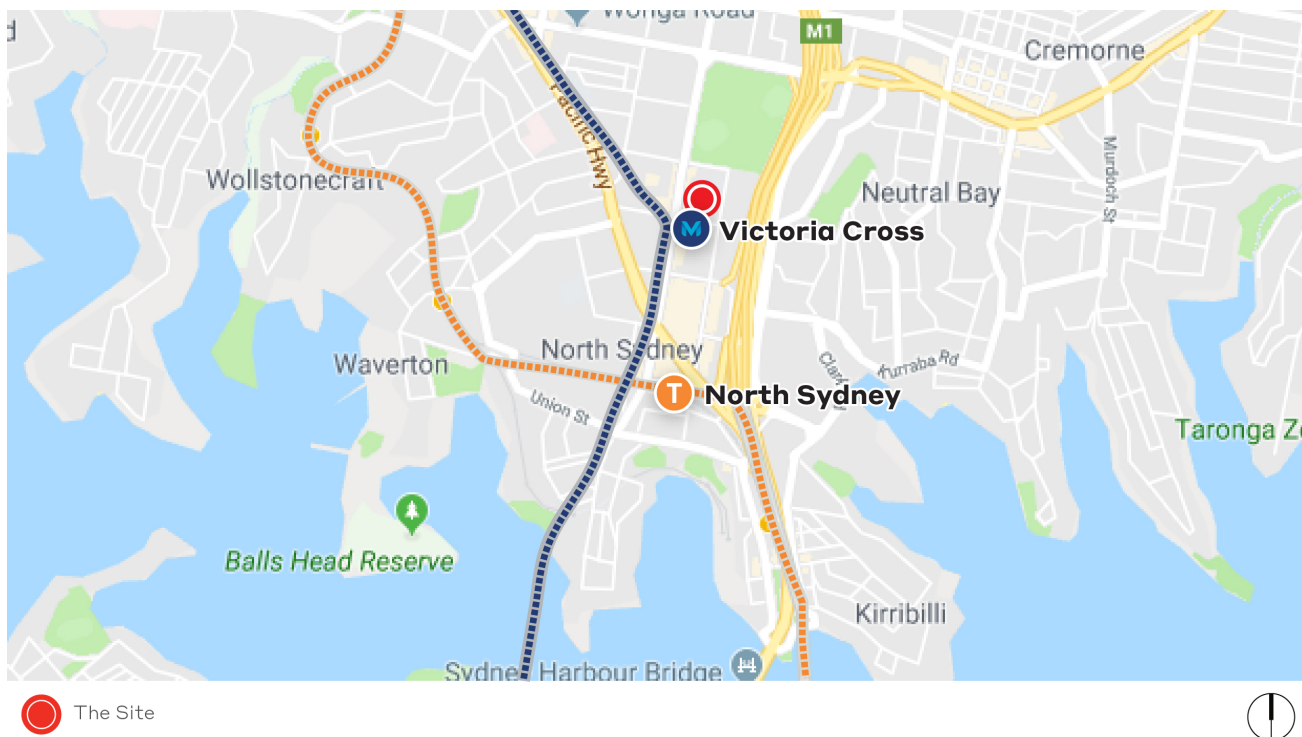 Wonga Road
M1
Cremorne
Pacific Hwy
Murdoch St
Wollstonecraft
Neutral Bay
M
Victoria Cross
North Sydney
Waverton
Kurraba Rd
T
North Sydney
Union St
Taronga Z
Balls Head Reserve
Kirribilli
Sydney Harbour Bridge
The Site